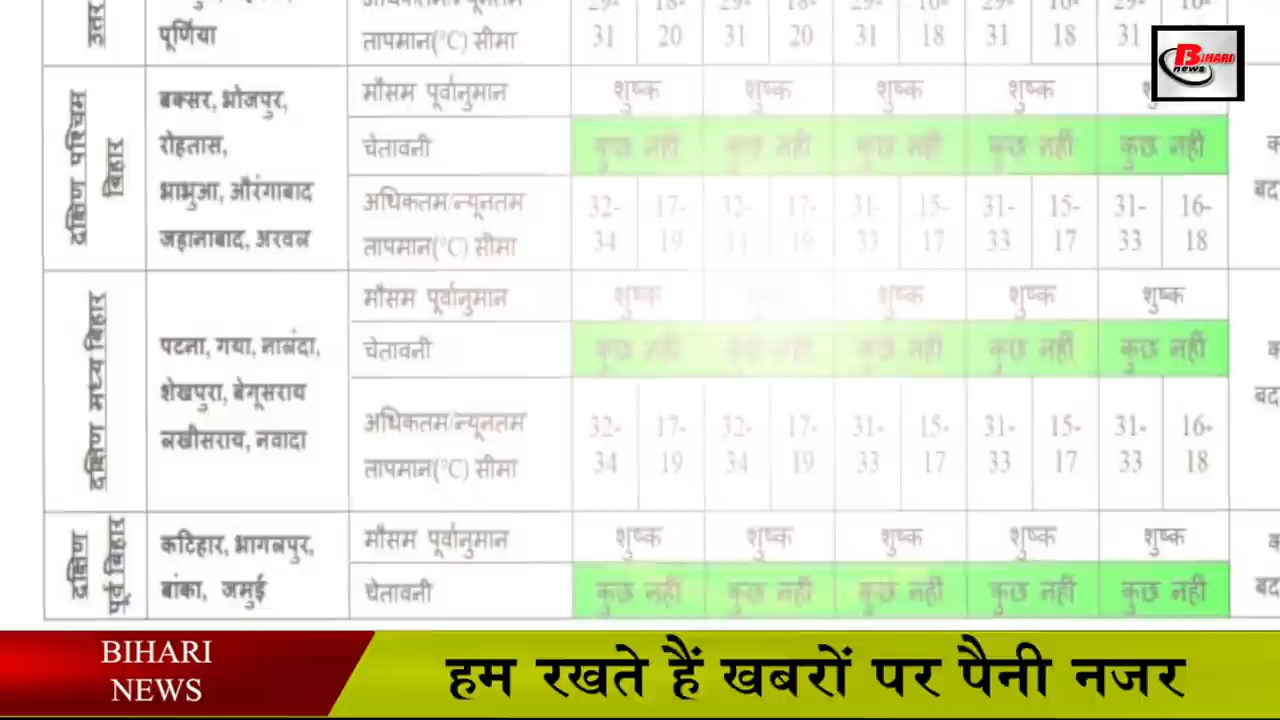 उत्तर
पूर्णिया
तापमान(°C) सीमा
31 20 31 20 31 18 31 18 31
BIHARI
news
दक्षिण पश्चिम
बिहार
बक्सर, भोजपुर,
रोहतास,
भाभुआ, औरंगाबाद
जहानाबाद, अरवल
मौसम पूर्वानुमान
शुष्क शुष्क शुष्क शुष्क
चेतावनी
कुछ नहीं कुछ नहीं कुछ नहीं कुछ नहीं कुछ नहीं
अधिकतम/न्यूनतम
32- 17- 32- 17- 31- 15- 31- 15- 31- 16-
तापमान(°C) सीमा
34 19 34 19 33 17 33 17 33 18
दक्षिण मध्य बिहार
पटना, गया, नालंदा,
शेखपुरा, बेगूसराय
लखीसराय, नवादा
मौसम पूर्वानुमान
शुष्क शुष्क शुष्क शुष्क
चेतावनी
कुछ नहीं कुछ नहीं कुछ नहीं कुछ नहीं कुछ नहीं
अधिकतम/न्यूनतम
32- 17- 32- 17- 31- 15- 31- 15- 31- 16-
तापमान(°C) सीमा
34 19 34 19 33 17 33 17 33 18
दक्षिण
पूर्व बिहार
कटिहार, भागलपुर,
बांका, जमुई
मौसम पूर्वानुमान
शुष्क शुष्क शुष्क शुष्क शुष्क
चेतावनी
कुछ नहीं कुछ नहीं कुछ नहीं कुछ नहीं कुछ नहीं
BIHARI
NEWS
हम रखते हैं खबरों पर पैनी नजर